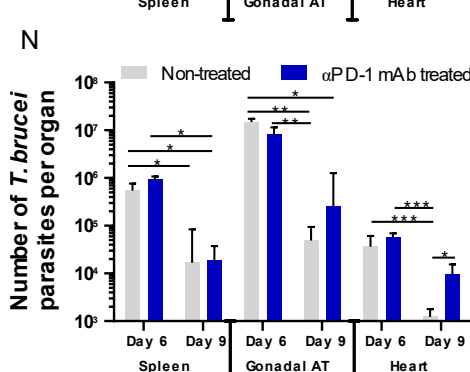 Spleen Gonadal AT Heart
N
Non-treated αPD-1 mAb treated
Number of T. brucei
parasites per organ
10⁸
10⁷
10⁶
10⁵
10⁴
10³
* * * * ** ** *** *** *
Day 6 Day 9 Day 6 Day 9 Day 6 Day 9
Spleen Gonadal AT Heart